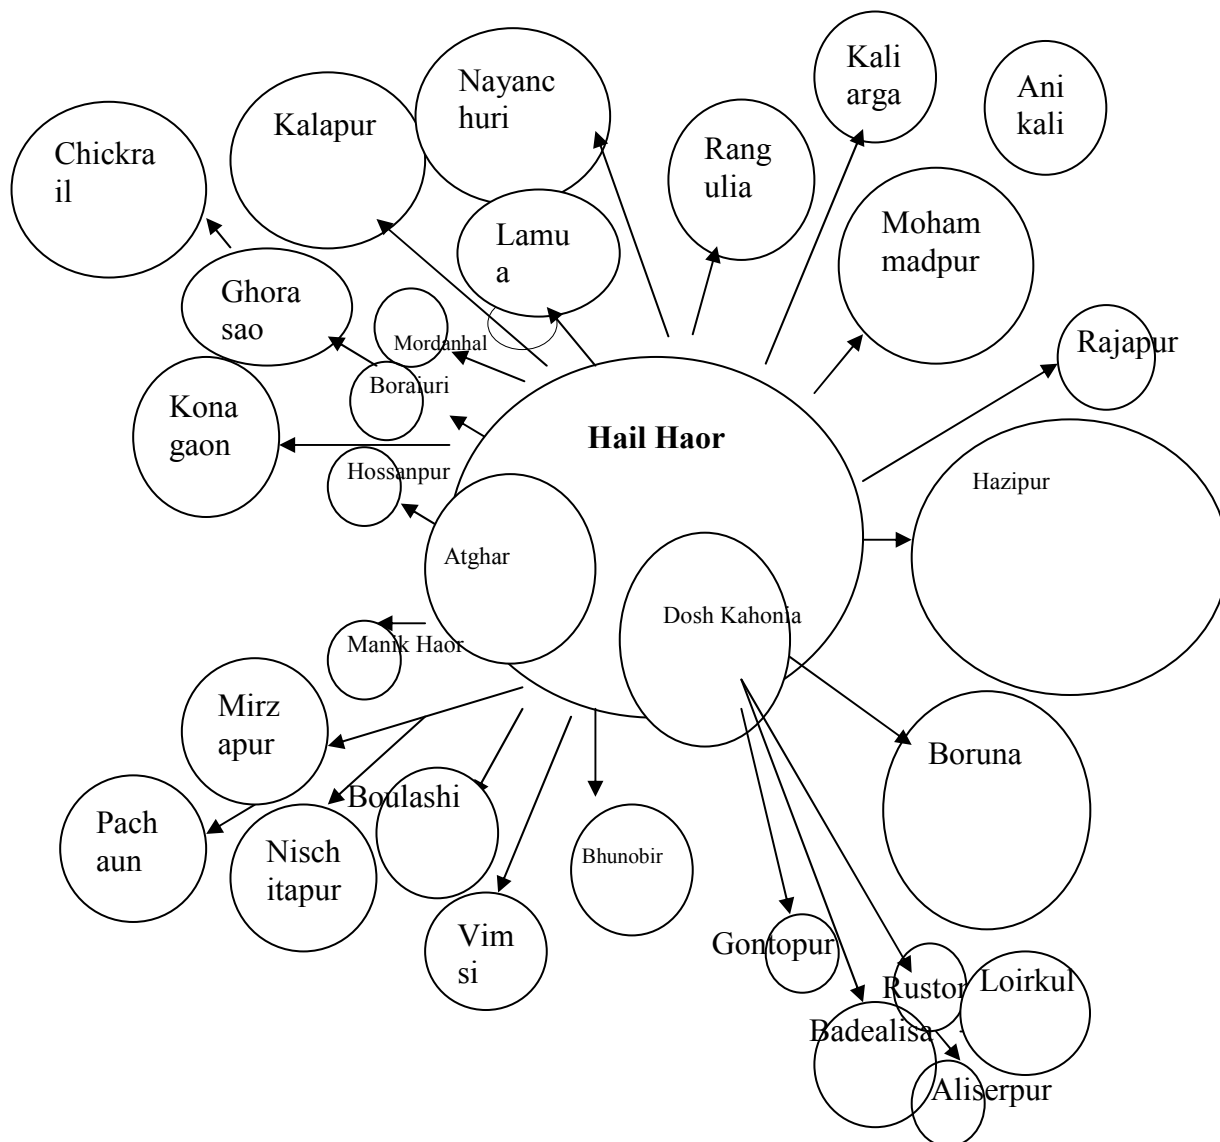 Kali
arga
Ani
kali
Nayanc
huri
Kalapur
Chickra
il
Rang
ulia
Lamu
a
Moham
madpur
Ghora
sao
Mordanhal
Rajapur
Boraiuri
Kona
gaon
Hail Haor
Hossanpur
Hazipur
Atghar
Dosh Kahonia
Manik Haor
Mirz
apur
Boruna
Boulashi
Pach
aun
Nisch
itapur
Bhunobir
Vim
si
Gontopur
Rustor
Loirkul
Badealisa
Aliserpur